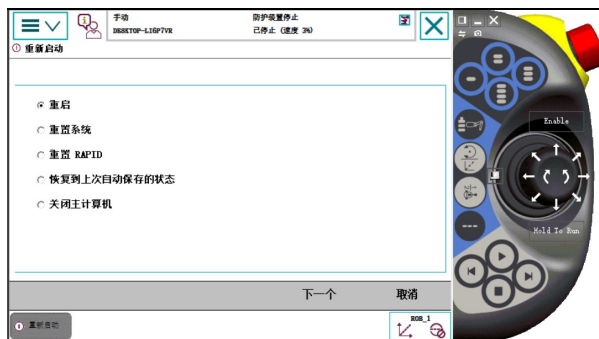 手动
DESKTOP-LI6P7VR
防护装置停止
已停止 (速度 3%)
重新启动
重启
重置系统
重置 RAPID
恢复到上次自动保存的状态
关闭主计算机
下一个
取消
重新启动
ROB_1
Enable
Hold To Run